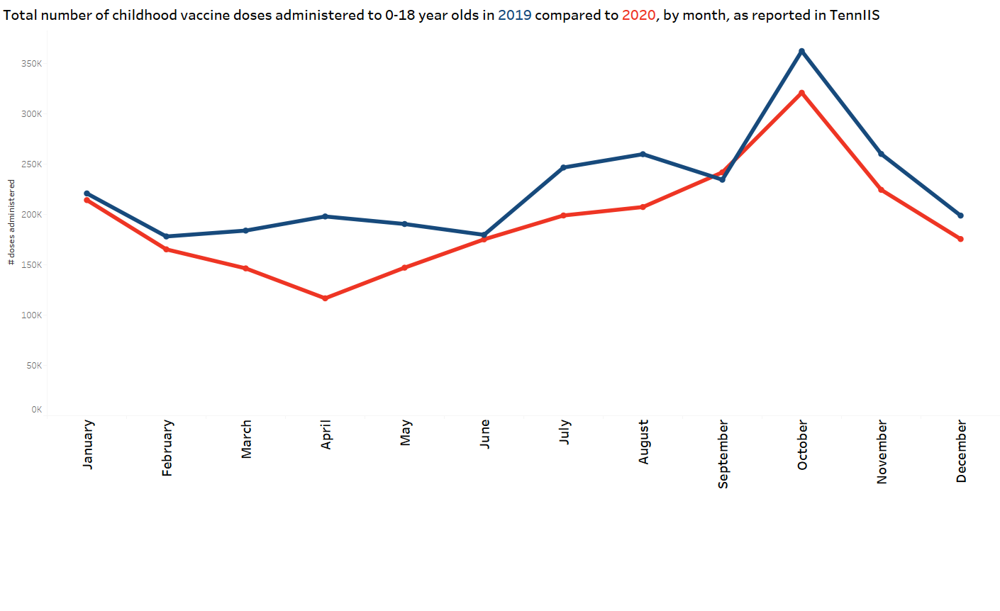 Total number of childhood vaccine doses administered to 0-18 year olds in 2019 compared to 2020, by month, as reported in TennIIS
350K
300K
250K
200K
150K
100K
50K
0K
# doses administered
January
February
March
April
May
June
July
August
September
October
November
December